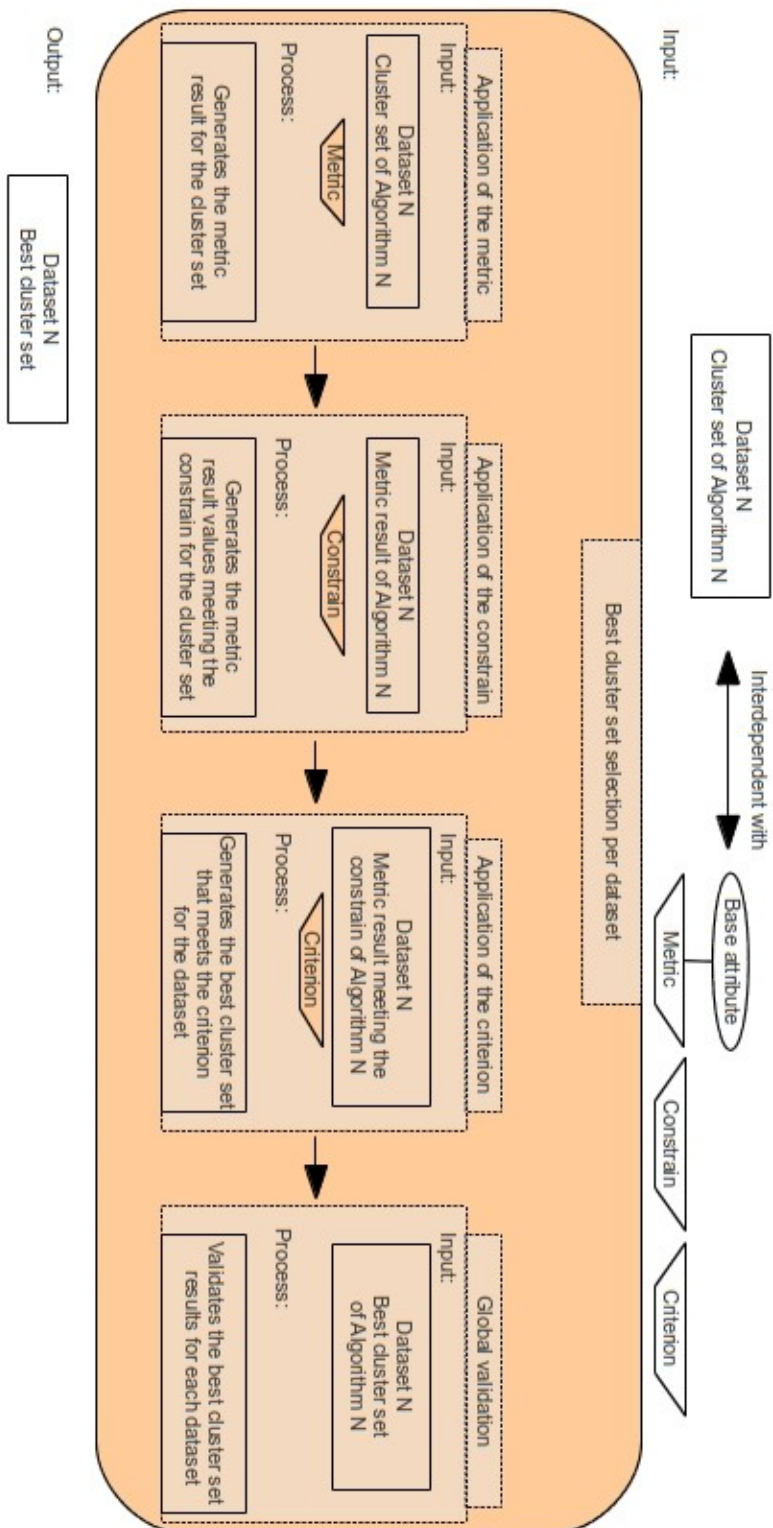 Input:
Dataset N
Cluster set of Algorithm N
Interdependent with
Base attribute
Metric
Constrain
Criterion
Best cluster set selection per dataset
Application of the metric
Input:
Dataset N
Cluster set of Algorithm N
Metric
Process:
Generates the metric
result for the cluster set
Application of the constrain
Input:
Dataset N
Metric result of Algorithm N
Constrain
Process:
Generates the metric
result values meeting the
constrain for the cluster set
Application of the criterion
Input:
Dataset N
Metric result meeting the
constrain of Algorithm N
Criterion
Process:
Generates the best cluster set
that meets the criterion
for the dataset
Global validation
Input:
Dataset N
Best cluster set
of Algorithm N
Process:
Validates the best cluster set
results for each dataset
Output:
Dataset N
Best cluster set